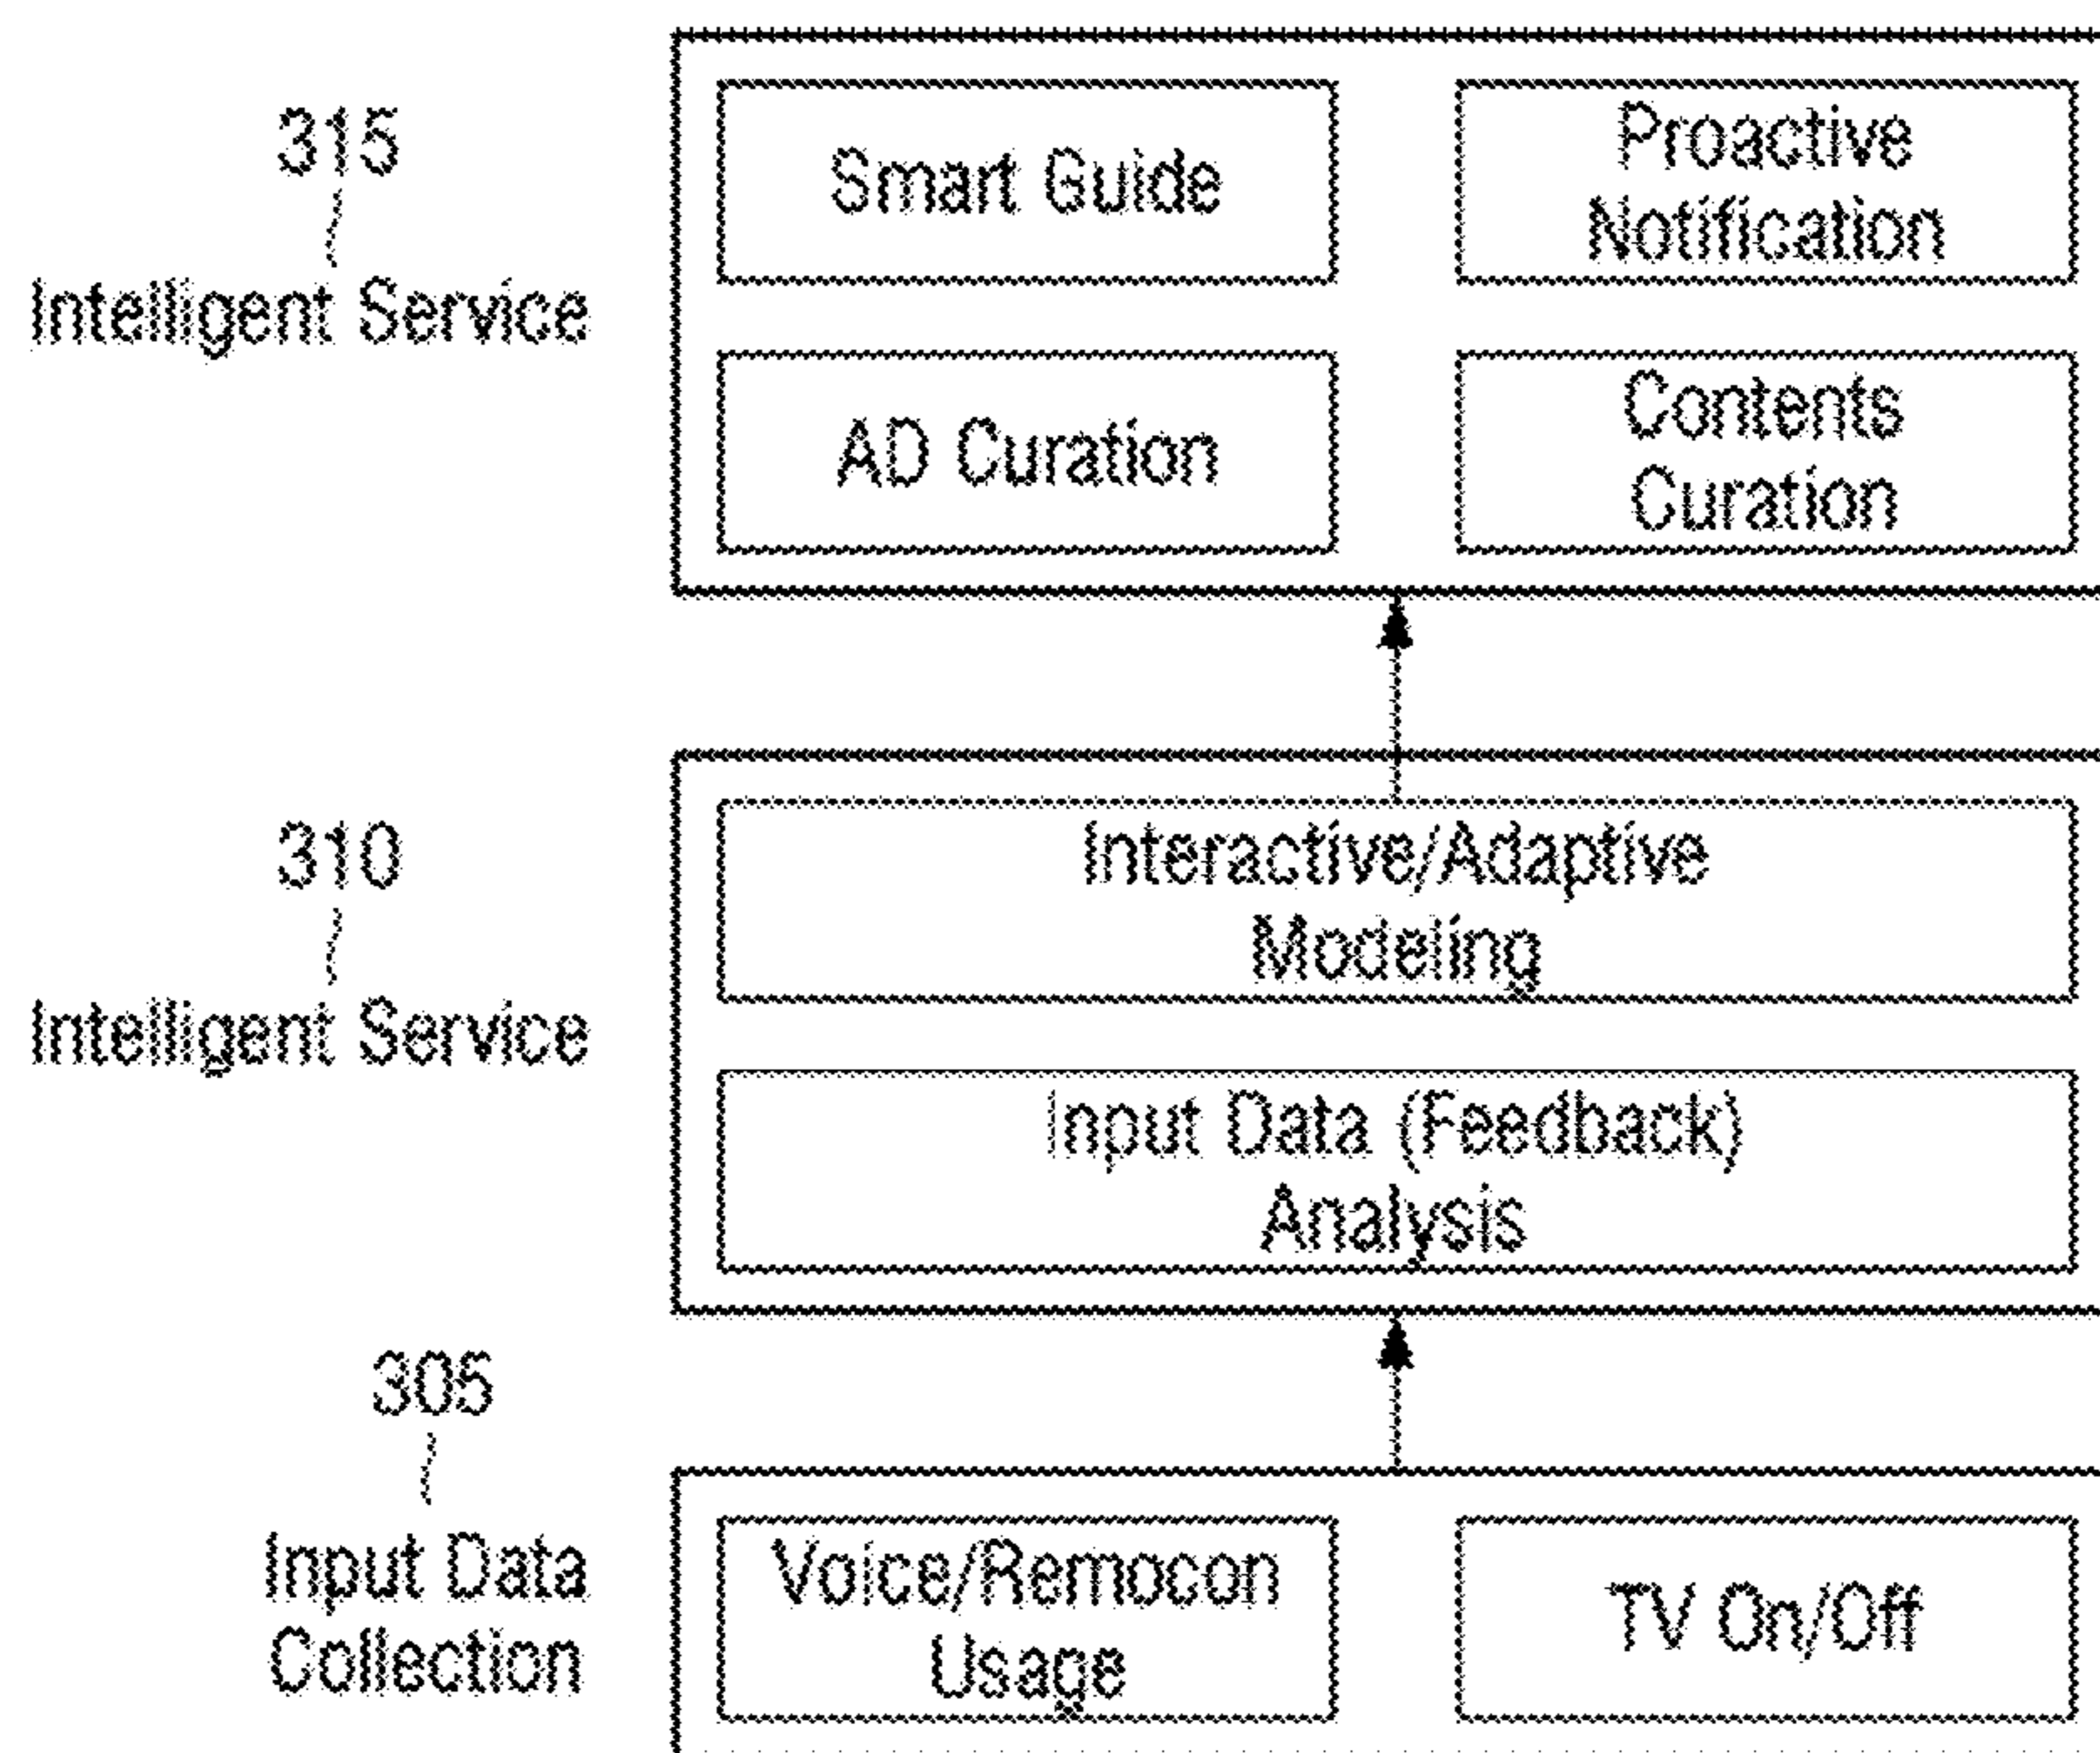 315
Intelligent Service
Smart Guide
Proactive
Notification
AD Curation
Contents
Curation
310
Intelligent Service
Interactive/Adaptive
Modeling
Input Data (Feedback)
Analysis
305
Input Data
Collection
Voice/Remocon
Usage
TV On/Off